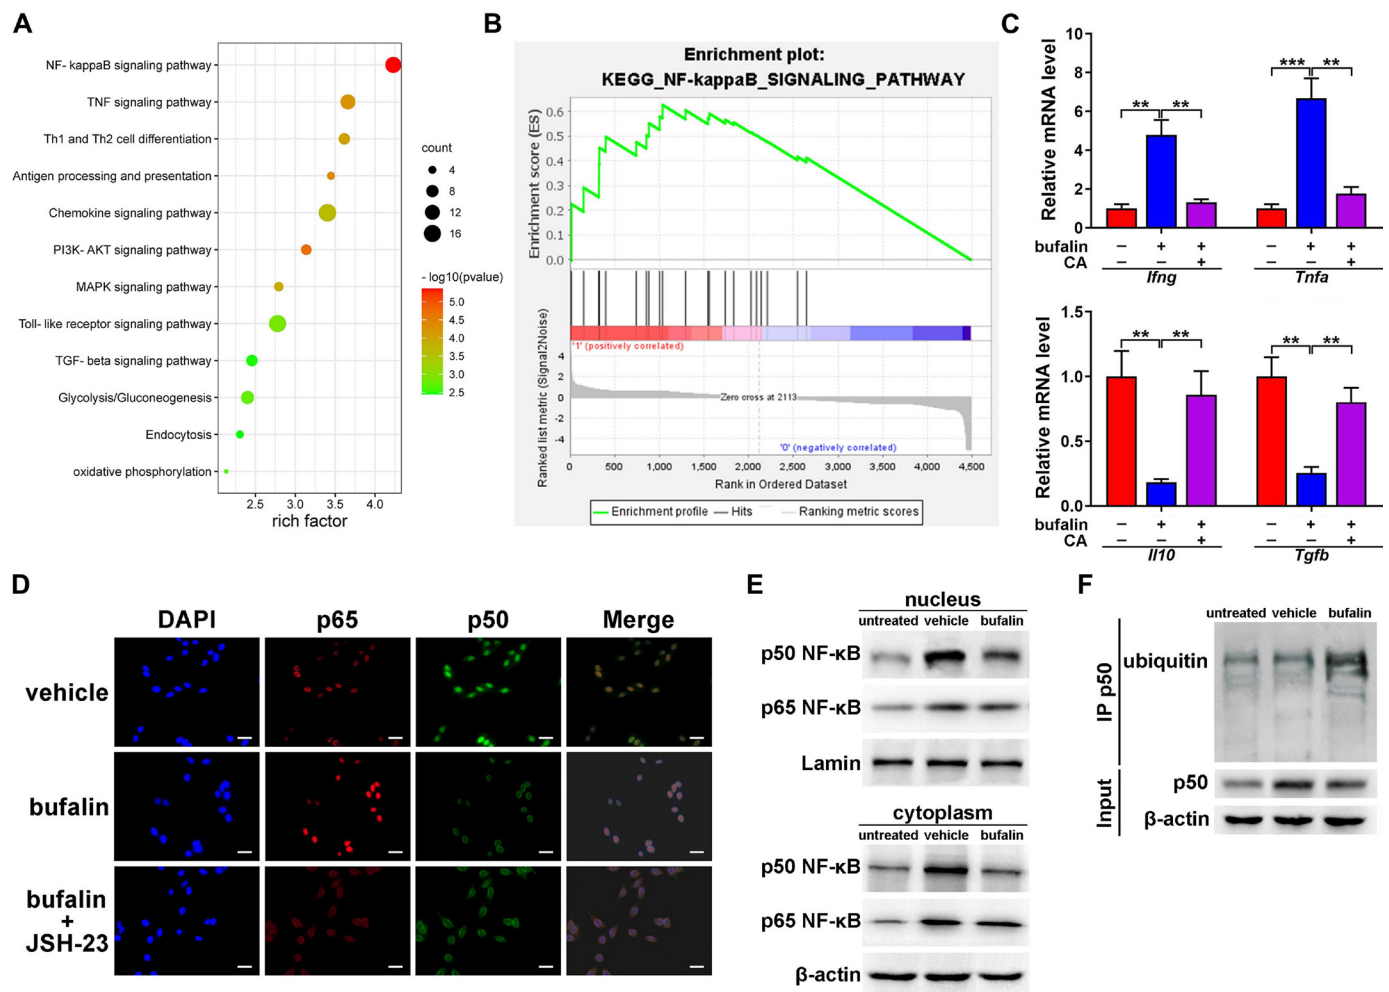 A
NF- kappaB signaling pathway
TNF signaling pathway
Th1 and Th2 cell differentiation
Antigen processing and presentation
Chemokine signaling pathway
PI3K- AKT signaling pathway
MAPK signaling pathway
Toll- like receptor signaling pathway
TGF- beta signaling pathway
Glycolysis/Gluconeogenesis
Endocytosis
oxidative phosphorylation
2.5 3.0 3.5 4.0
rich factor
count
4
8
12
16
- log10(pvalue)
5.0
4.5
4.0
3.5
3.0
2.5
B
Enrichment plot:
KEGG_NF-kappaB_SIGNALING_PATHWAY
Enrichment score (ES)
0.6
0.5
0.4
0.3
0.2
0.1
0.0
'1' (positively correlated)
Ranked list metric (Signal2Noise)
4
2
0
-2
-4
Zero cross at 2113
'0' (negatively correlated)
0 500 1,000 1,500 2,000 2,500 3,000 3,500 4,000 4,500
Rank in Ordered Dataset
Enrichment profile Hits Ranking metric scores
C
Relative mRNA level
10
8
6
4
2
0
** ** *** **
bufalin − + + − + +
CA − − + − − +
Ifng Tnfa
Relative mRNA level
1.5
1.0
0.5
0.0
** ** ** **
bufalin − + + − + +
CA − − + − − +
Il10 Tgfb
D
DAPI p65 p50 Merge
vehicle
bufalin
bufalin
+
JSH-23
E
nucleus
untreated vehicle bufalin
p50 NF-κB
p65 NF-κB
Lamin
cytoplasm
untreated vehicle bufalin
p50 NF-κB
p65 NF-κB
β-actin
F
untreated vehicle bufalin
IP p50
ubiquitin
Input
p50
β-actin